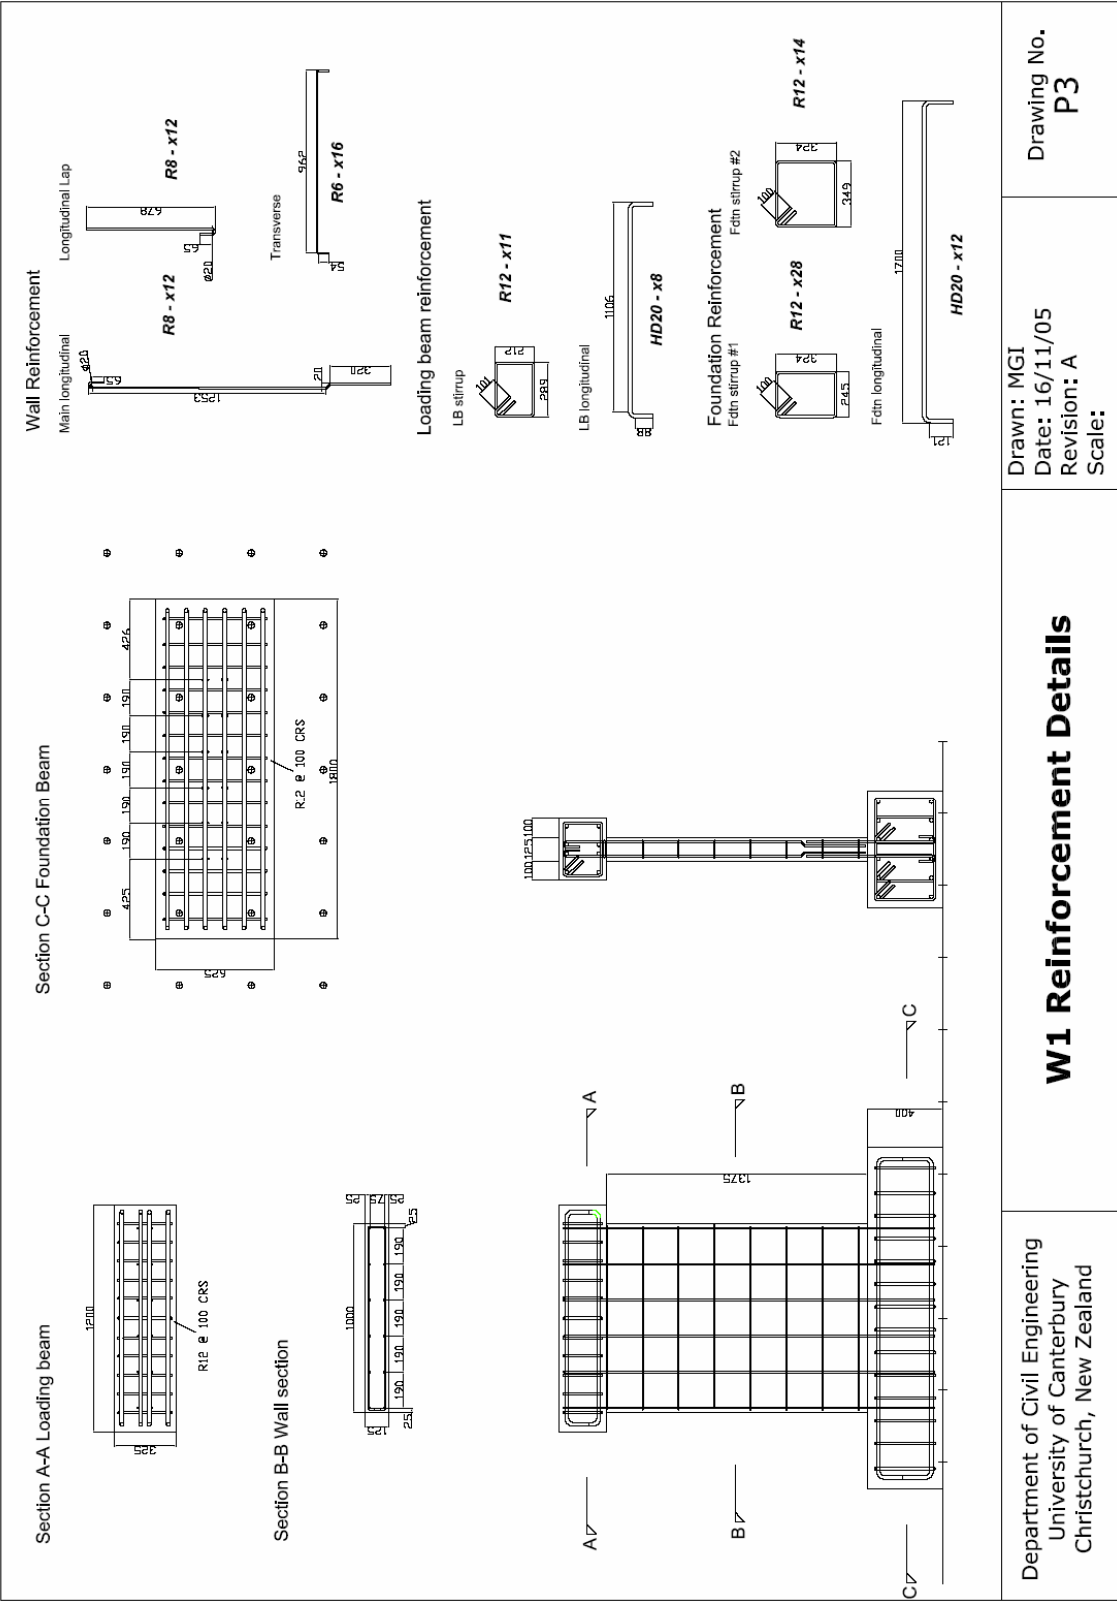 Section A-A Loading beam
1200
325
R12 @ 100 CRS
Section B-B Wall section
1000
25
75
25
25
125
25
190
190
190
190
190
A
A
B
B
C
C
1375
400
Section C-C Foundation Beam
425
190
190
190
190
190
426
625
R12 @ 100 CRS
1800
100
125
100
Wall Reinforcement
Main longitudinal
Ø20
65
1253
20
320
R8 - x12
Longitudinal Lap
678
65
Ø20
R8 - x12
Transverse
962
54
R6 - x16
Loading beam reinforcement
LB stirrup
101
212
289
R12 - x11
LB longitudinal
1106
88
HD20 - x8
Foundation Reinforcement
Fdtn stirrup #1
100
324
245
R12 - x28
Fdtn stirrup #2
100
324
349
R12 - x14
Fdtn longitudinal
1700
121
HD20 - x12
Department of Civil Engineering
University of Canterbury
Christchurch, New Zealand
W1 Reinforcement Details
Drawn: MGI
Date: 16/11/05
Revision: A
Scale:
Drawing No.
P3